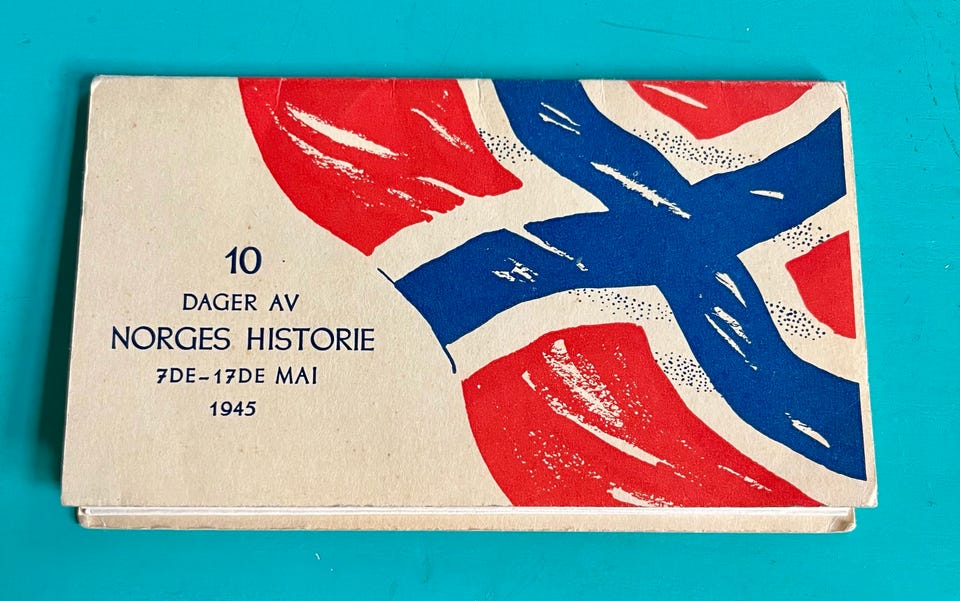 10
DAGER AV
NORGES HISTORIE
7DE-17DE MAI
1945